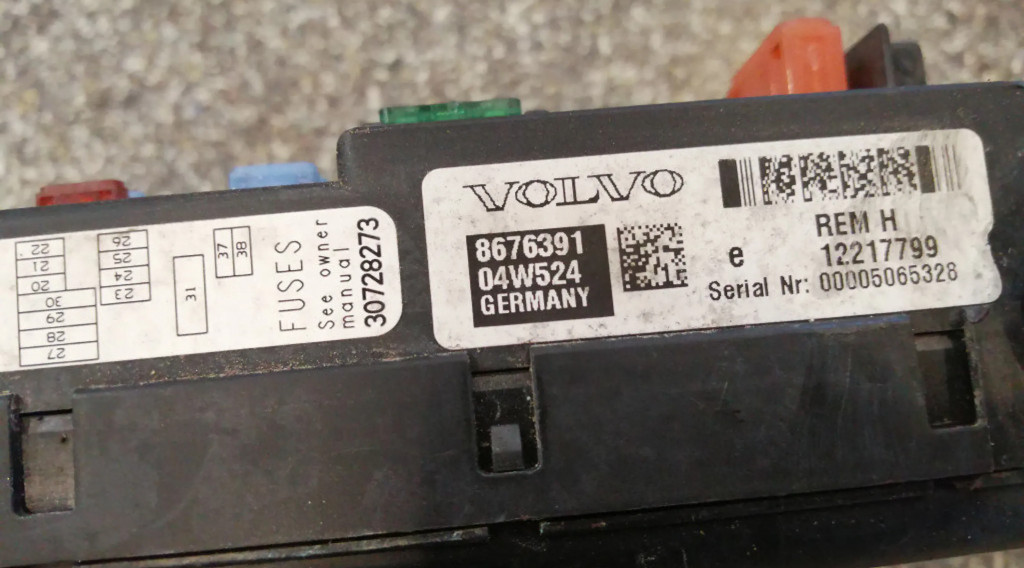 22
21
20
30
29
28
27
26
25
24
23
31
37
38
FUSES
See owner
manual
30728273
VOLVO
8676391
04W524
GERMANY
REM H
e 12217799
Serial Nr: 00005065328